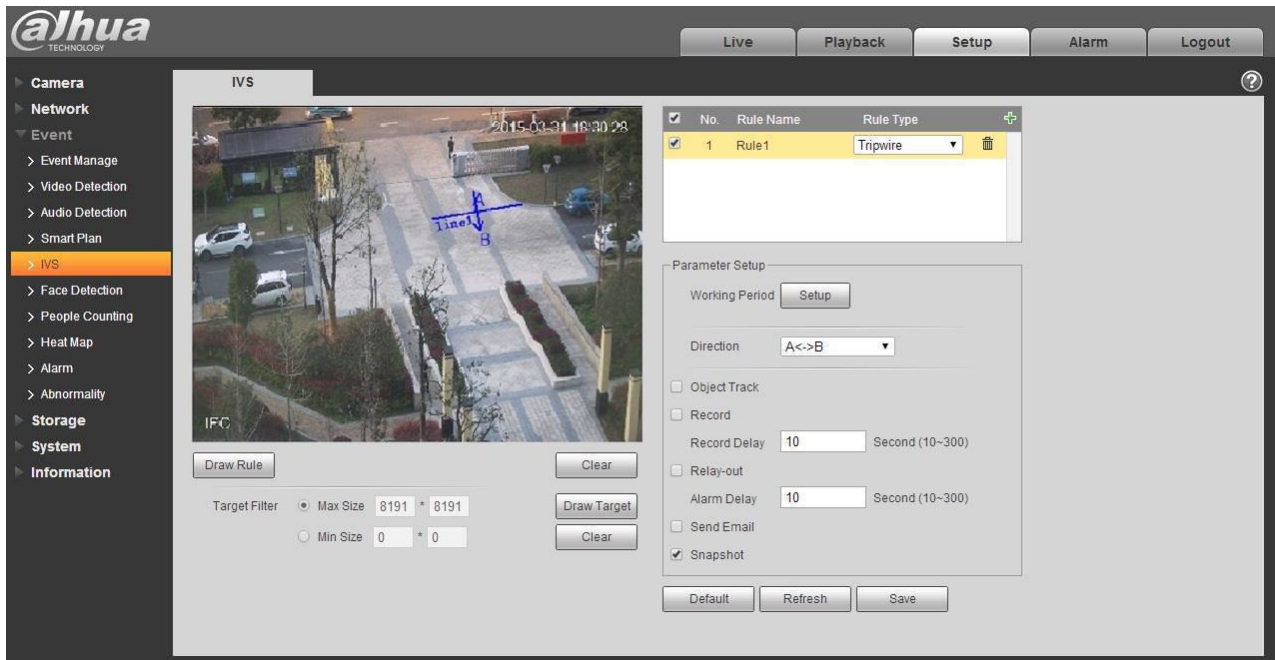 alhua
TECHNOLOGY
Live
Playback
Setup
Alarm
Logout
Camera
Network
Event
Event Manage
Video Detection
Audio Detection
Smart Plan
IVS
Face Detection
People Counting
Heat Map
Alarm
Abnormality
Storage
System
Information
IVS
?
2015-03-31 18:30:28
A
line1
B
IPC
Draw Rule
Clear
Target Filter Max Size 8191 * 8191 Draw Target
Min Size 0 * 0 Clear
No. Rule Name Rule Type
1 Rule1 Tripwire
Parameter Setup
Working Period Setup
Direction A<->B
Object Track
Record
Record Delay 10 Second (10~300)
Relay-out
Alarm Delay 10 Second (10~300)
Send Email
Snapshot
Default Refresh Save